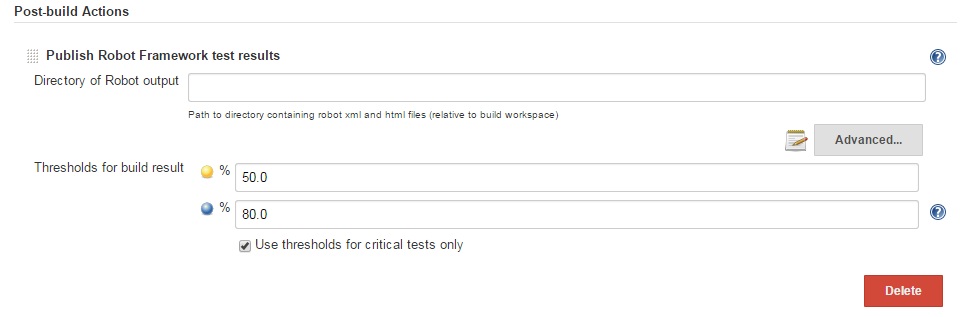 Post-build Actions
Publish Robot Framework test results
Directory of Robot output
Path to directory containing robot xml and html files (relative to build workspace)
Advanced...
Thresholds for build result
% 50.0
% 80.0
Use thresholds for critical tests only
Delete